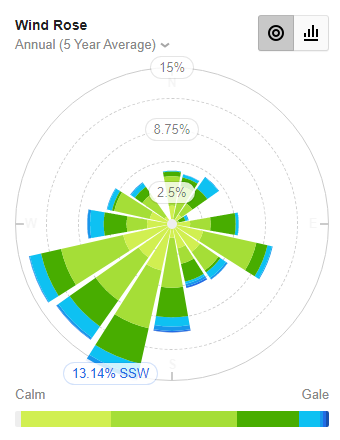 Wind Rose
Annual (5 Year Average)
15%
N
8.75%
2.5%
W
E
13.14% SSW
S
Calm
Gale